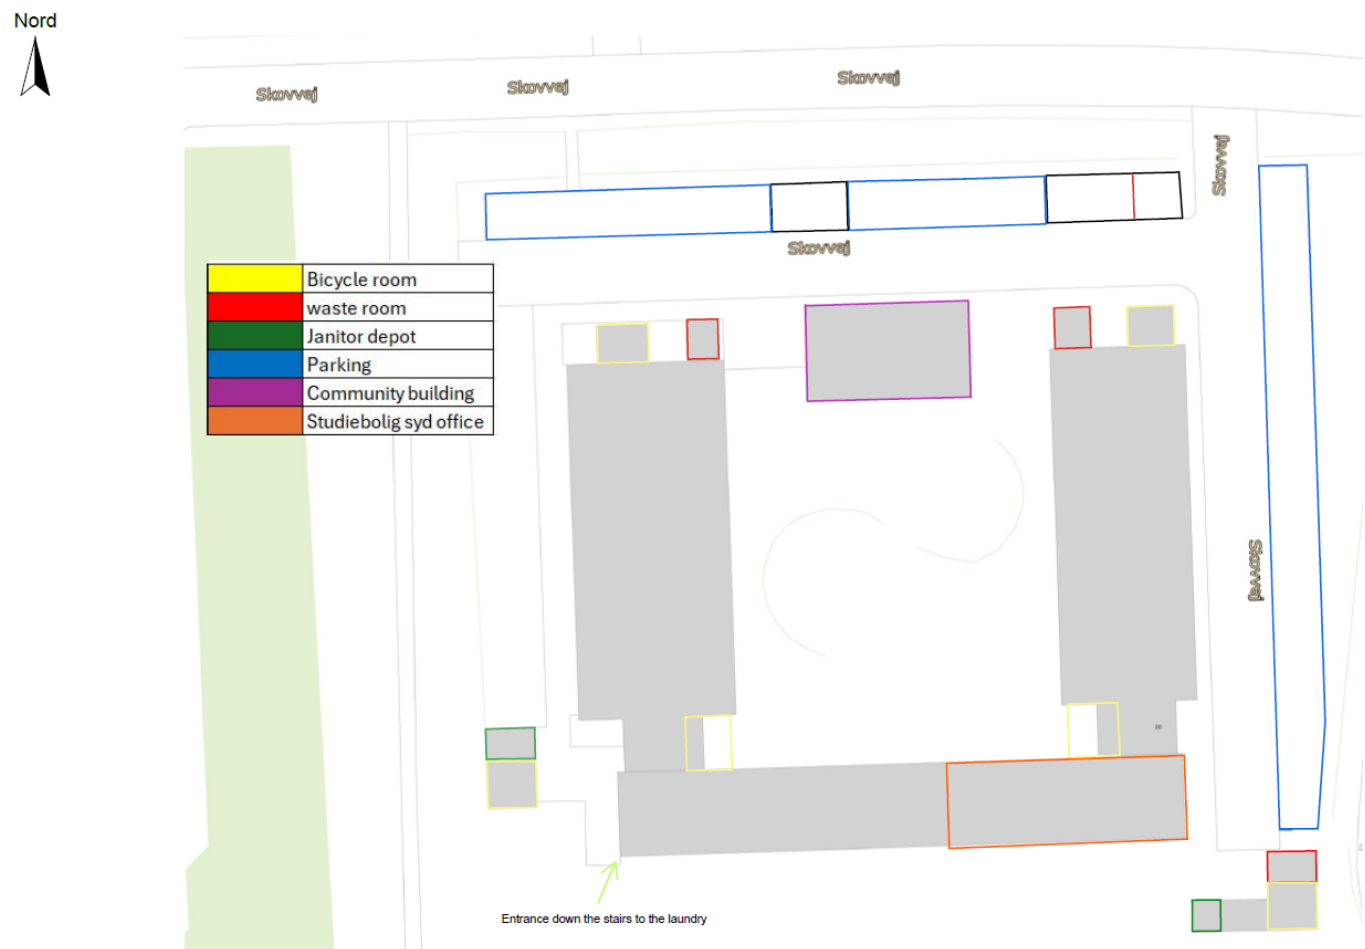 Nord
Skovvej
Skovvej
Skovvej
Skovvej
Skovvej
Bicycle room
waste room
Janitor depot
Parking
Community building
Studiebolig syd office
Skovvej
Entrance down the stairs to the laundry